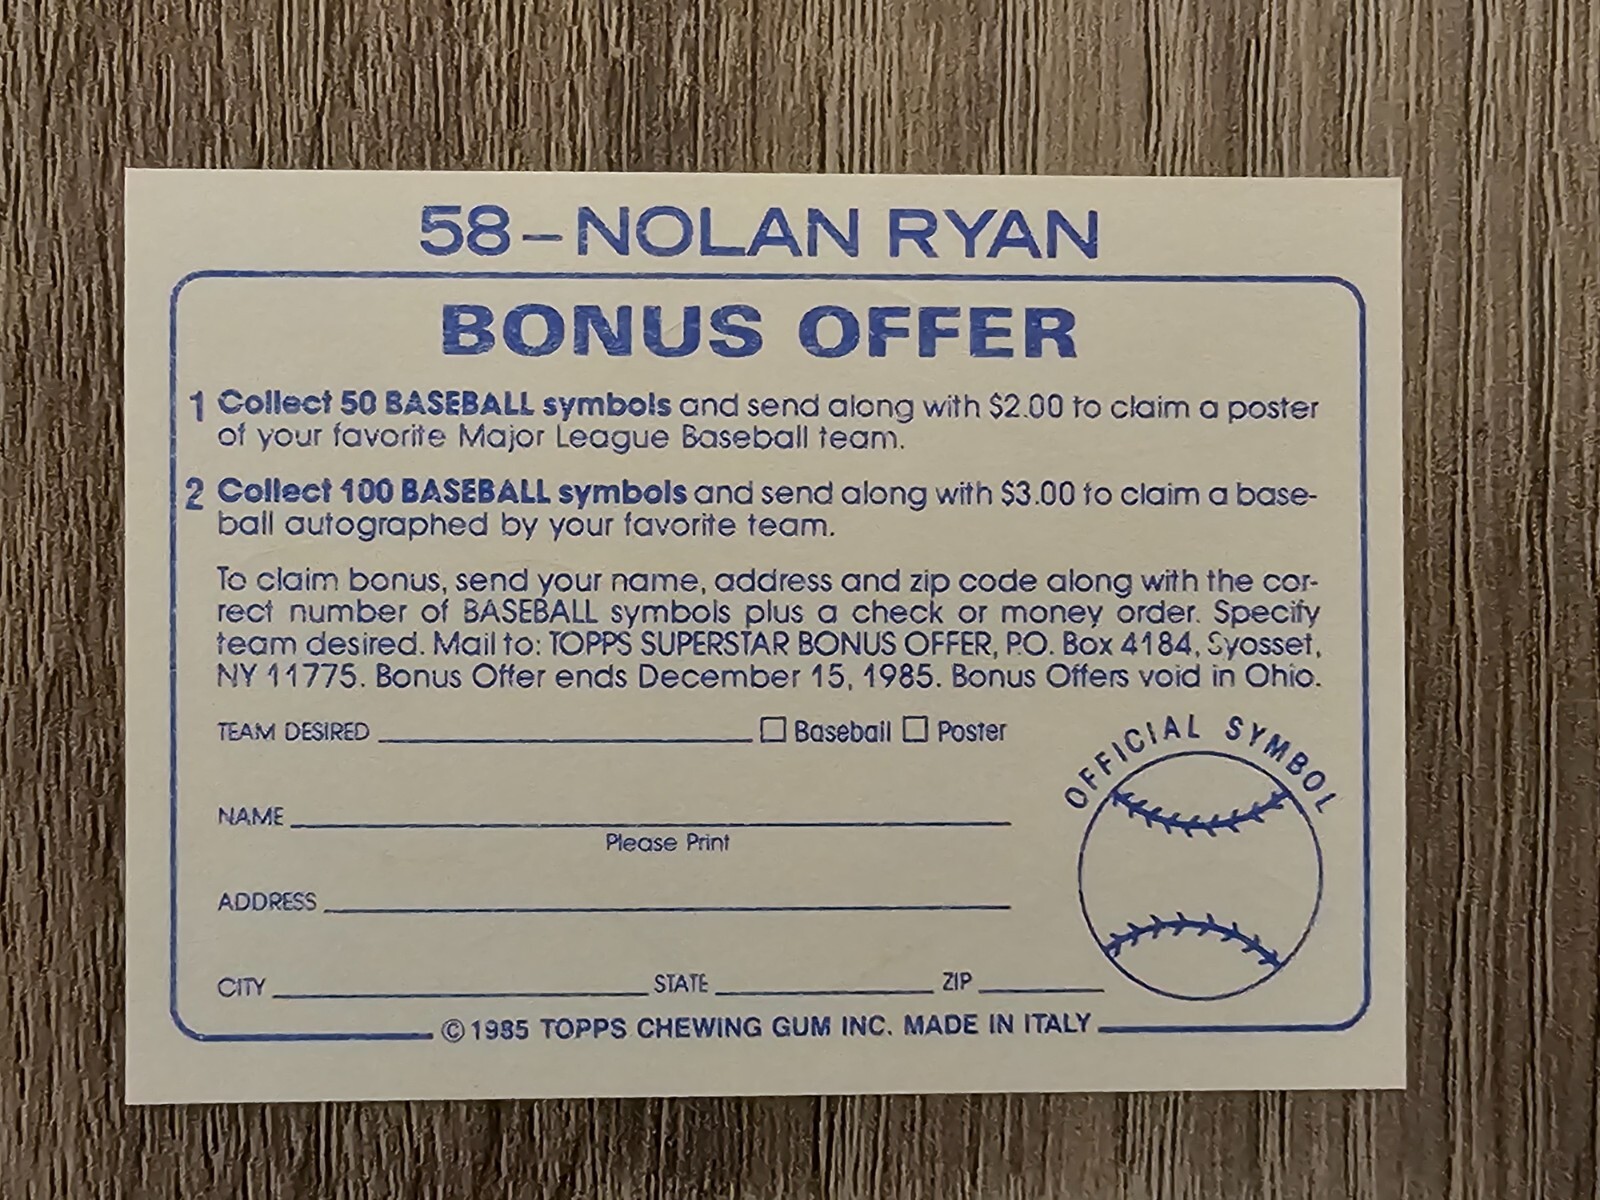 58-NOLAN RYAN
BONUS OFFER
1 Collect 50 BASEBALL symbols and send along with $2.00 to claim a poster
of your favorite Major League Baseball team.
2 Collect 100 BASEBALL symbols and send along with $3.00 to claim a base-
ball autographed by your favorite team.
To claim bonus, send your name, address and zip code along with the cor-
rect number of BASEBALL symbols plus a check or money order. Specify
team desired. Mail to: TOPPS SUPERSTAR BONUS OFFER, P.O. Box 4184, Syosset,
NY 11775. Bonus Offer ends December 15, 1985. Bonus Offers void in Ohio.
TEAM DESIRED Baseball Poster
OFFICIAL SYMBOL
NAME
Please Print
ADDRESS
CITY STATE ZIP
© 1985 TOPPS CHEWING GUM INC. MADE IN ITALY